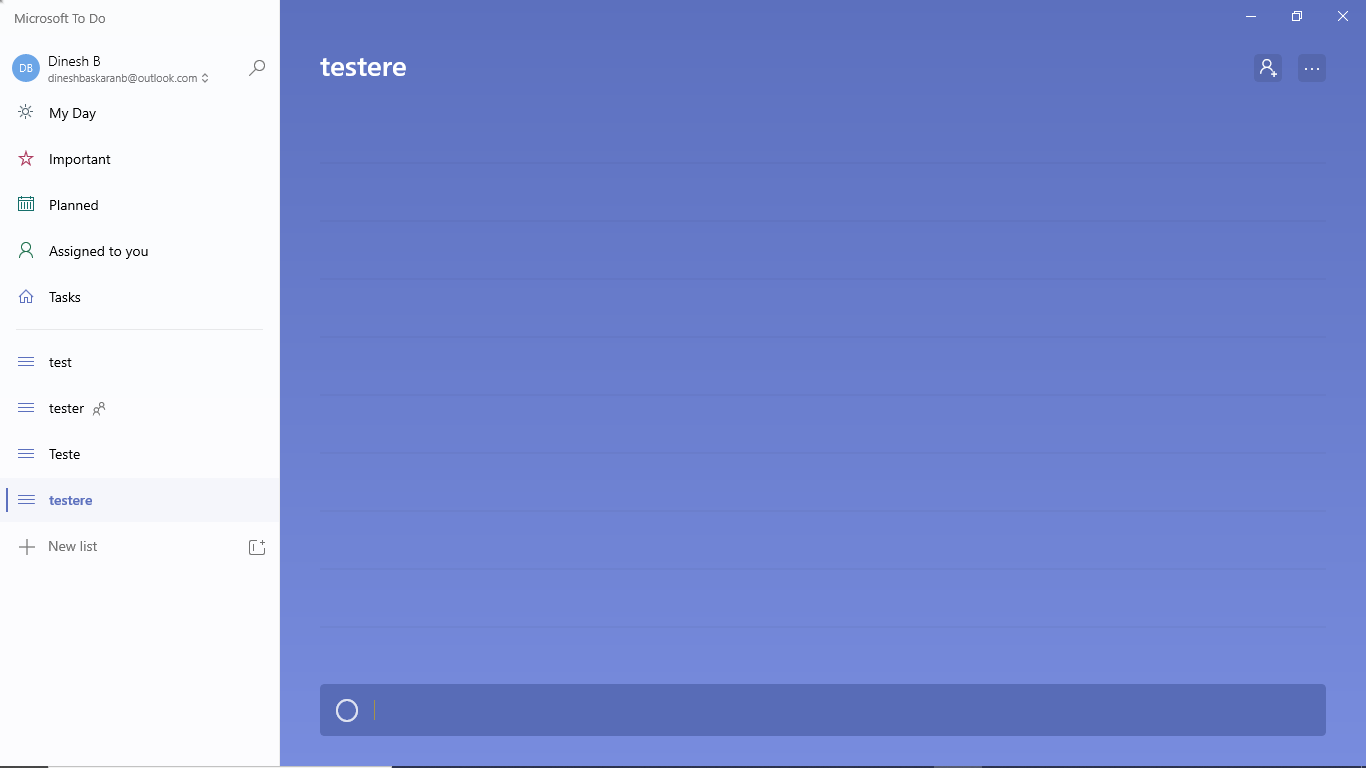 Microsoft To Do
DB
Dinesh B
dineshbaskaranb@outlook.com
My Day
Important
Planned
Assigned to you
Tasks
test
tester
Teste
testere
New list
testere